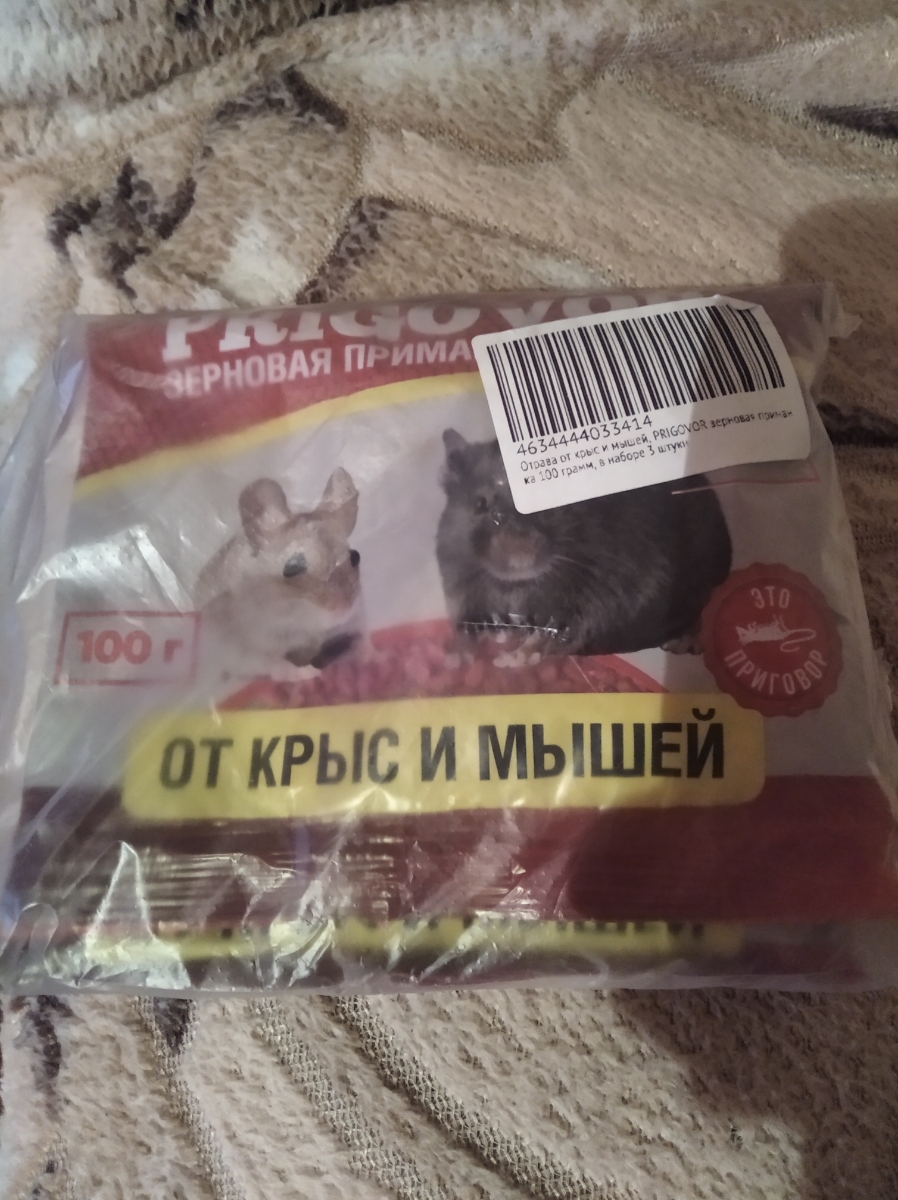 PRIGOVOR
ЗЕРНОВАЯ ПРИМА
4634444033414
Отрава от крыс и мышей, PRIGOVOR зерновая приман
ка 100 грамм, в наборе 3 штуки
100 г
ЭТО
ПРИГОВОР
ОТ КРЫС И МЫШЕЙ
И МЫШЕЙ